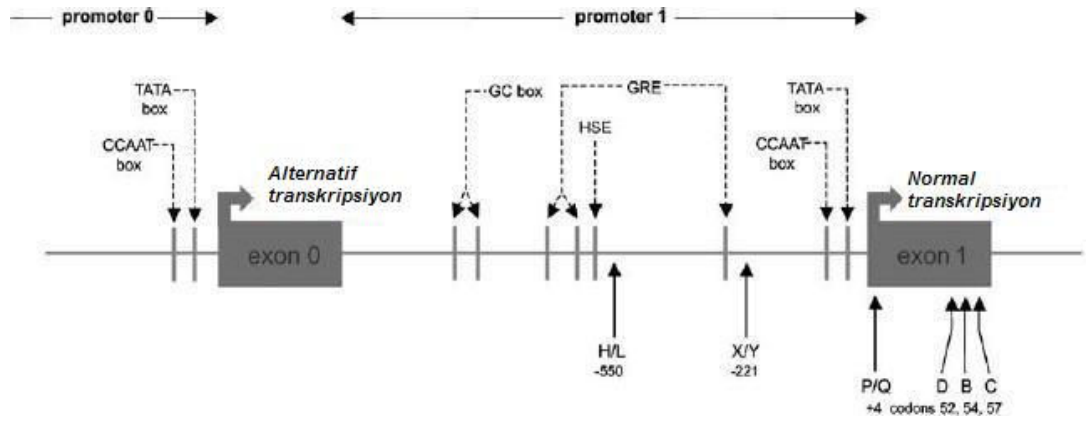 promoter 0
promoter 1
TATA
box
GC box
GRE
TATA
box
HSE
CCAAT
box
CCAAT
box
Alternatif
transkripsiyon
Normal
transkripsiyon
exon 0
exon 1
H/L
-550
X/Y
-221
P/Q D B C
+4 codons 52, 54, 57